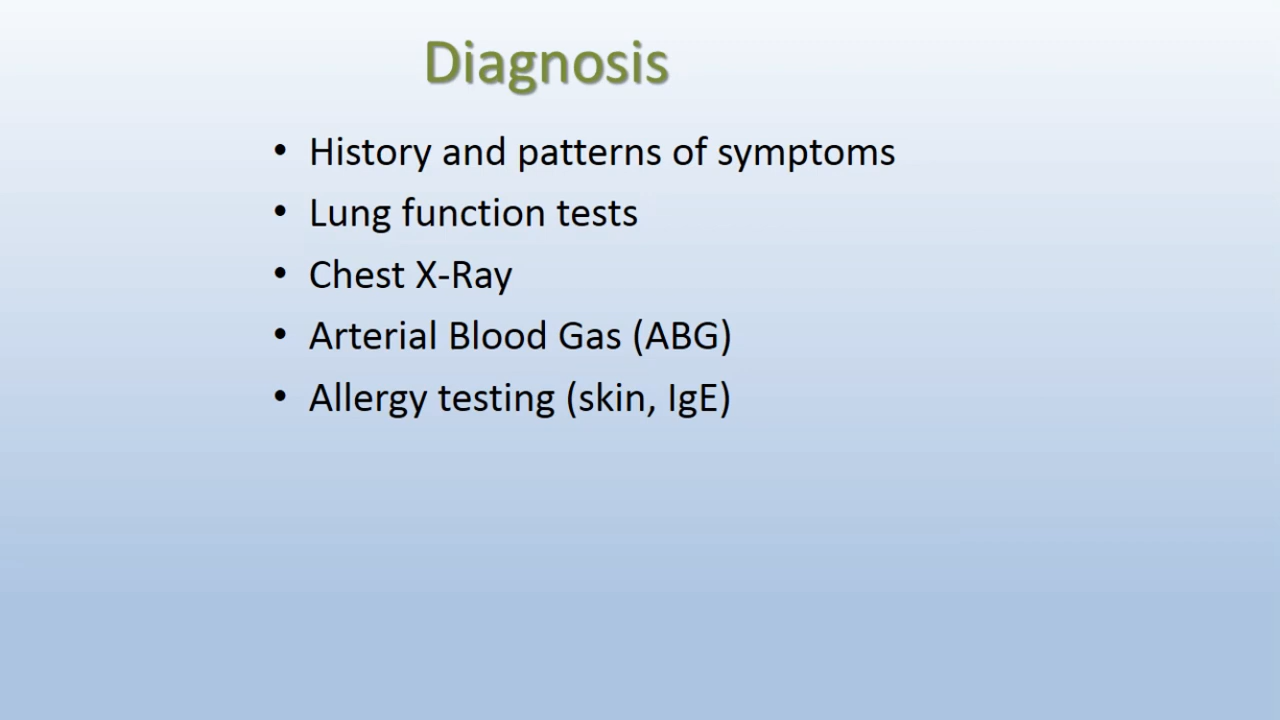 Diagnosis
• History and patterns of symptoms
• Lung function tests
• Chest X-Ray
• Arterial Blood Gas (ABG)
• Allergy testing (skin, IgE)